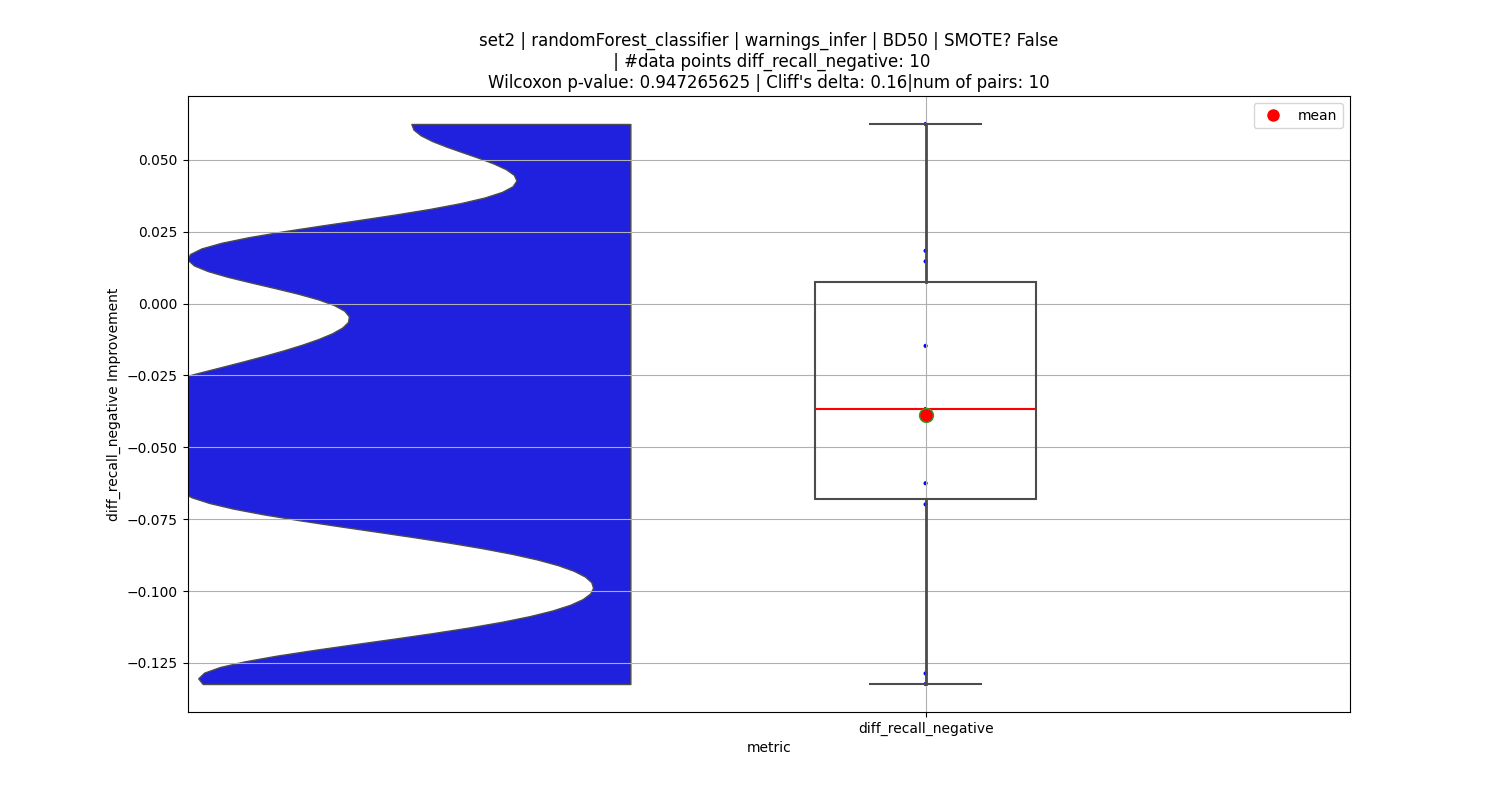 set2 | randomForest_classifier | warnings_infer | BD50 | SMOTE? False
| #data points diff_recall_negative: 10
Wilcoxon p-value: 0.947265625 | Cliff's delta: 0.16|num of pairs: 10
mean
0.050
0.025
0.000
−0.025
−0.050
−0.075
−0.100
−0.125
diff_recall_negative Improvement
diff_recall_negative
metric